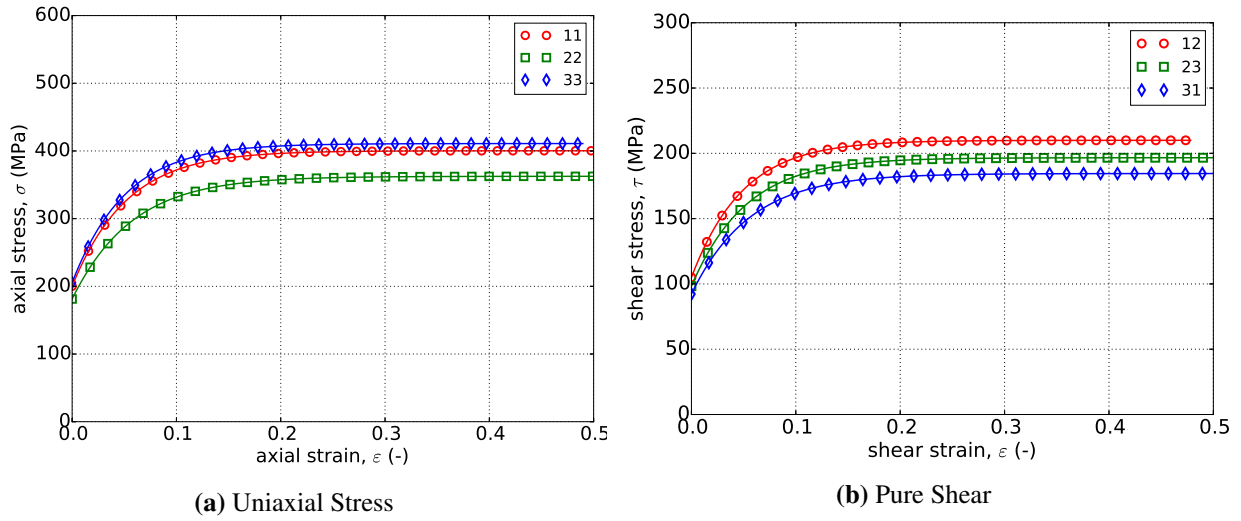 600
500
400
300
200
100
0
0.0 0.1 0.2 0.3 0.4 0.5
axial stress, σ (MPa)
axial strain, ε (-)
11
22
33
(a) Uniaxial Stress
300
250
200
150
100
50
0
0.0 0.1 0.2 0.3 0.4 0.5
shear stress, τ (MPa)
shear strain, ε (-)
12
23
31
(b) Pure Shear